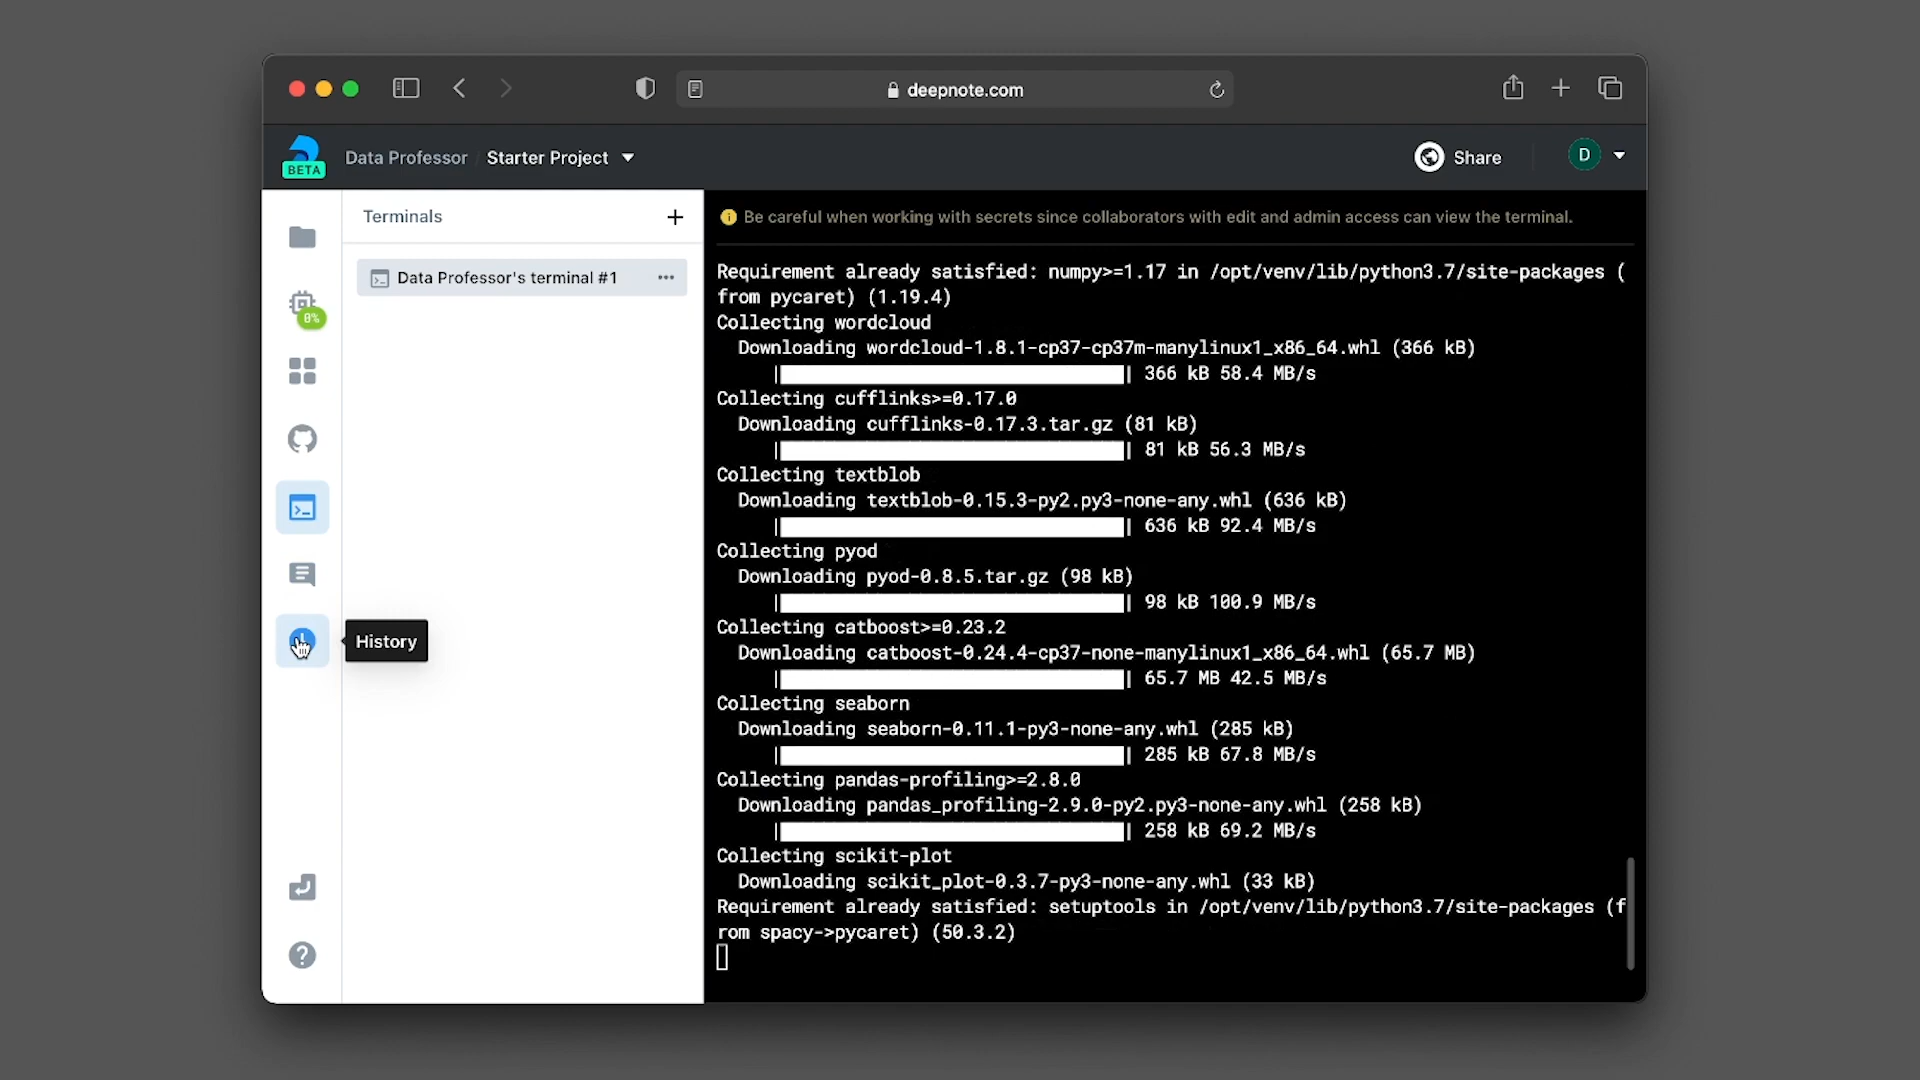 deepnote.com
BETA
Data Professor Starter Project
Share
D
Terminals +
Data Professor's terminal #1 •••
0%
History
Be careful when working with secrets since collaborators with edit and admin access can view the terminal.
Requirement already satisfied: numpy>=1.17 in /opt/venv/lib/python3.7/site-packages (
from pycaret) (1.19.4)
Collecting wordcloud
Downloading wordcloud-1.8.1-cp37-cp37m-manylinux1_x86_64.whl (366 kB)
| | 366 kB 58.4 MB/s
Collecting cufflinks>=0.17.0
Downloading cufflinks-0.17.3.tar.gz (81 kB)
| | 81 kB 56.3 MB/s
Collecting textblob
Downloading textblob-0.15.3-py2.py3-none-any.whl (636 kB)
| | 636 kB 92.4 MB/s
Collecting pyod
Downloading pyod-0.8.5.tar.gz (98 kB)
| | 98 kB 100.9 MB/s
Collecting catboost>=0.23.2
Downloading catboost-0.24.4-cp37-none-manylinux1_x86_64.whl (65.7 MB)
| | 65.7 MB 42.5 MB/s
Collecting seaborn
Downloading seaborn-0.11.1-py3-none-any.whl (285 kB)
| | 285 kB 67.8 MB/s
Collecting pandas-profiling>=2.8.0
Downloading pandas_profiling-2.9.0-py2.py3-none-any.whl (258 kB)
| | 258 kB 69.2 MB/s
Collecting scikit-plot
Downloading scikit_plot-0.3.7-py3-none-any.whl (33 kB)
Requirement already satisfied: setuptools in /opt/venv/lib/python3.7/site-packages (f
rom spacy->pycaret) (50.3.2)